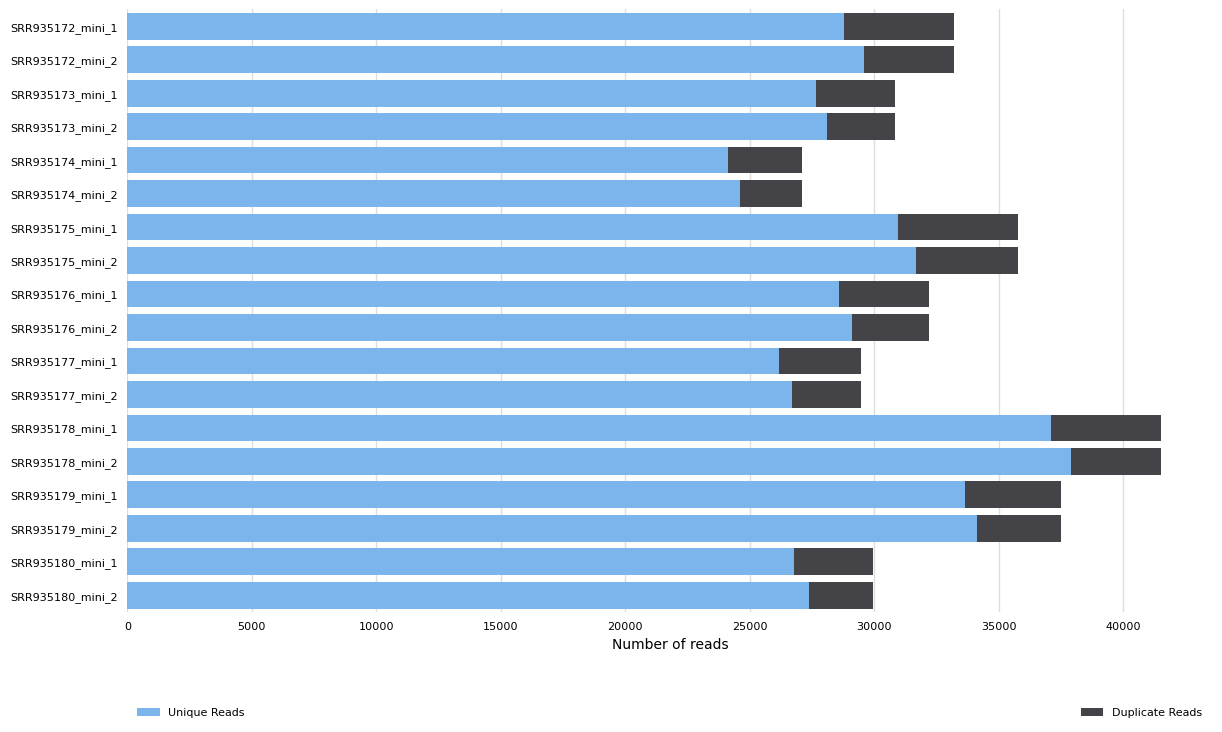 SRR935172_mini_1
SRR935172_mini_2
SRR935173_mini_1
SRR935173_mini_2
SRR935174_mini_1
SRR935174_mini_2
SRR935175_mini_1
SRR935175_mini_2
SRR935176_mini_1
SRR935176_mini_2
SRR935177_mini_1
SRR935177_mini_2
SRR935178_mini_1
SRR935178_mini_2
SRR935179_mini_1
SRR935179_mini_2
SRR935180_mini_1
SRR935180_mini_2
0 5000 10000 15000 20000 25000 30000 35000 40000
Number of reads
Unique Reads Duplicate Reads